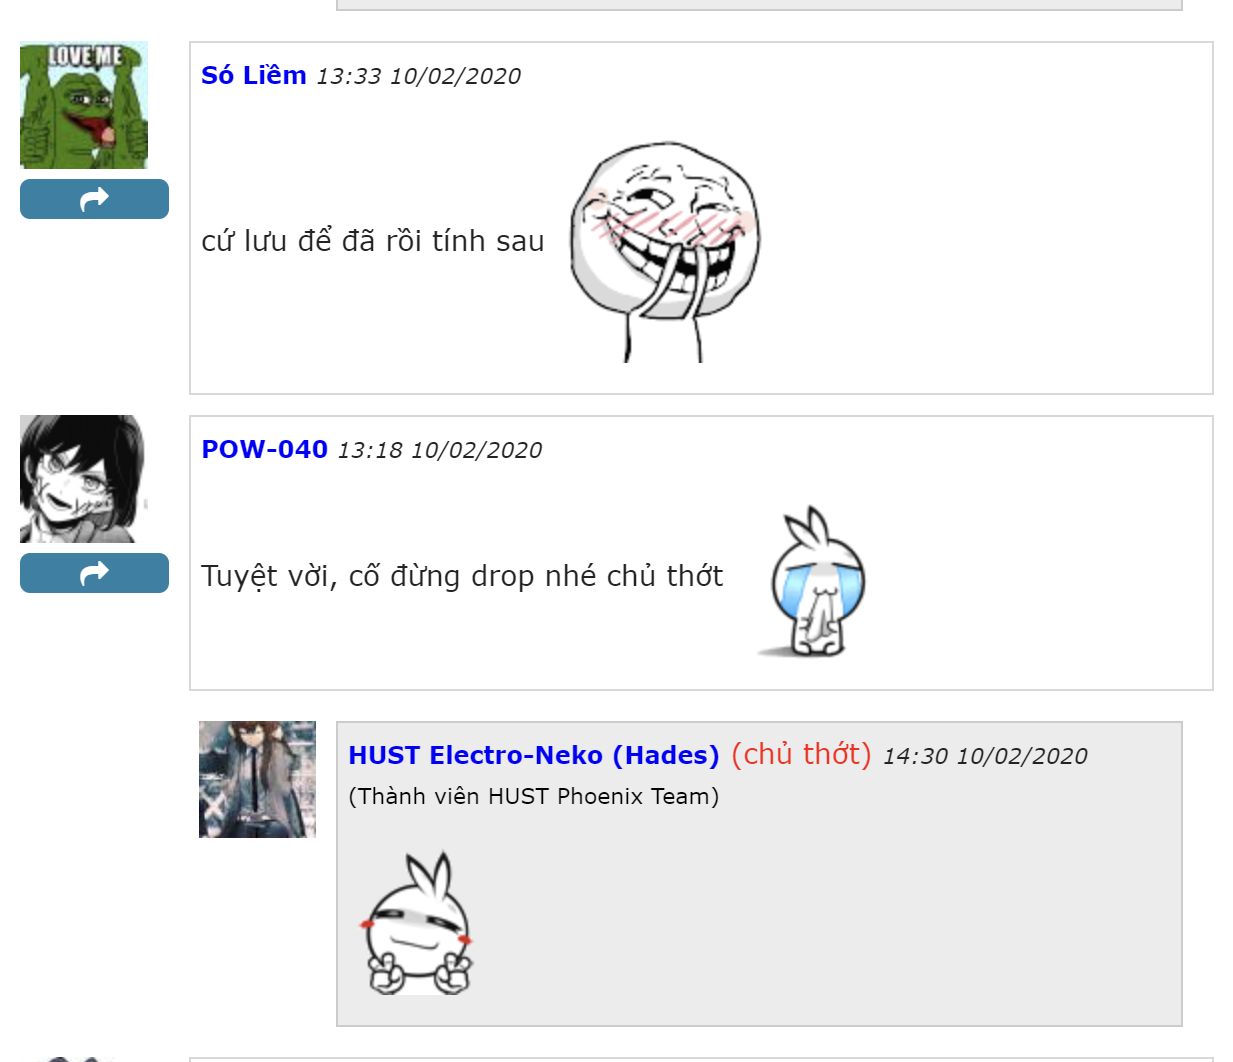 LOVE ME
Só Liềm 13:33 10/02/2020
cứ lưu để đã rồi tính sau
POW-040 13:18 10/02/2020
Tuyệt vời, cố đừng drop nhé chủ thớt
HUST Electro-Neko (Hades) (chủ thớt) 14:30 10/02/2020
(Thành viên HUST Phoenix Team)